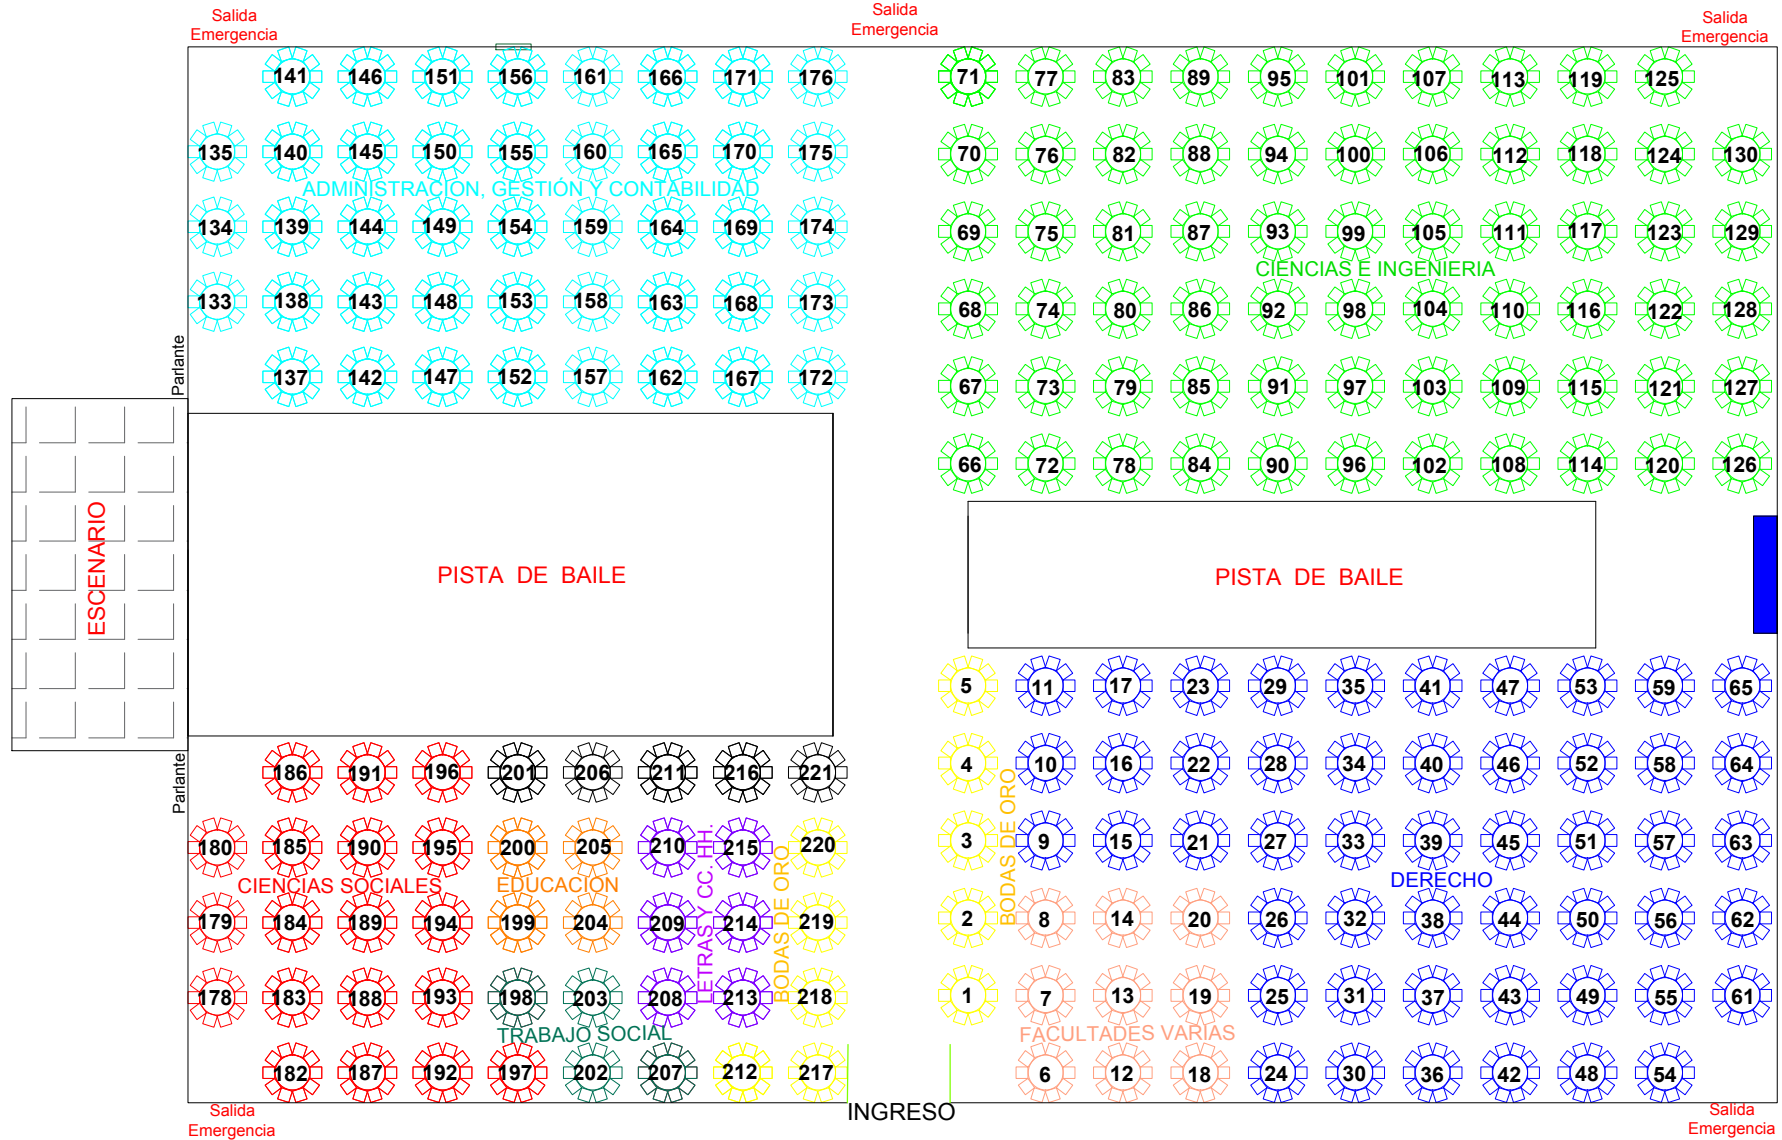 Salida
Emergencia
Salida
Emergencia
Salida
Emergencia
141 146 151 156 161 166 171 176
71 77 83 89 95 101 107 113 119 125
135 140 145 150 155 160 165 170 175
70 76 82 88 94 100 106 112 118 124 130
ADMINISTRACION, GESTIÓN Y CONTABILIDAD
134 139 144 149 154 159 164 169 174
69 75 81 87 93 99 105 111 117 123 129
CIENCIAS E INGENIERIA
133 138 143 148 153 158 163 168 173
68 74 80 86 92 98 104 110 116 122 128
Parlante
137 142 147 152 157 162 167 172
67 73 79 85 91 97 103 109 115 121 127
66 72 78 84 90 96 102 108 114 120 126
ESCENARIO
PISTA DE BAILE
PISTA DE BAILE
5 11 17 23 29 35 41 47 53 59 65
Parlante
186 191 196 201 206 211 216 221
4 10 16 22 28 34 40 46 52 58 64
180 185 190 195 200 205 210 215 220
3 9 15 21 27 33 39 45 51 57 63
CIENCIAS SOCIALES
EDUCACION
LETRAS Y CC. HH.
BODAS DE ORO
BODAS DE ORO
DERECHO
179 184 189 194 199 204 209 214 219
2 8 14 20 26 32 38 44 50 56 62
178 183 188 193 198 203 208 213 218
1 7 13 19 25 31 37 43 49 55 61
TRABAJO SOCIAL
FACULTADES VARIAS
182 187 192 197 202 207 212 217
6 12 18 24 30 36 42 48 54
INGRESO
Salida
Emergencia
Salida
Emergencia